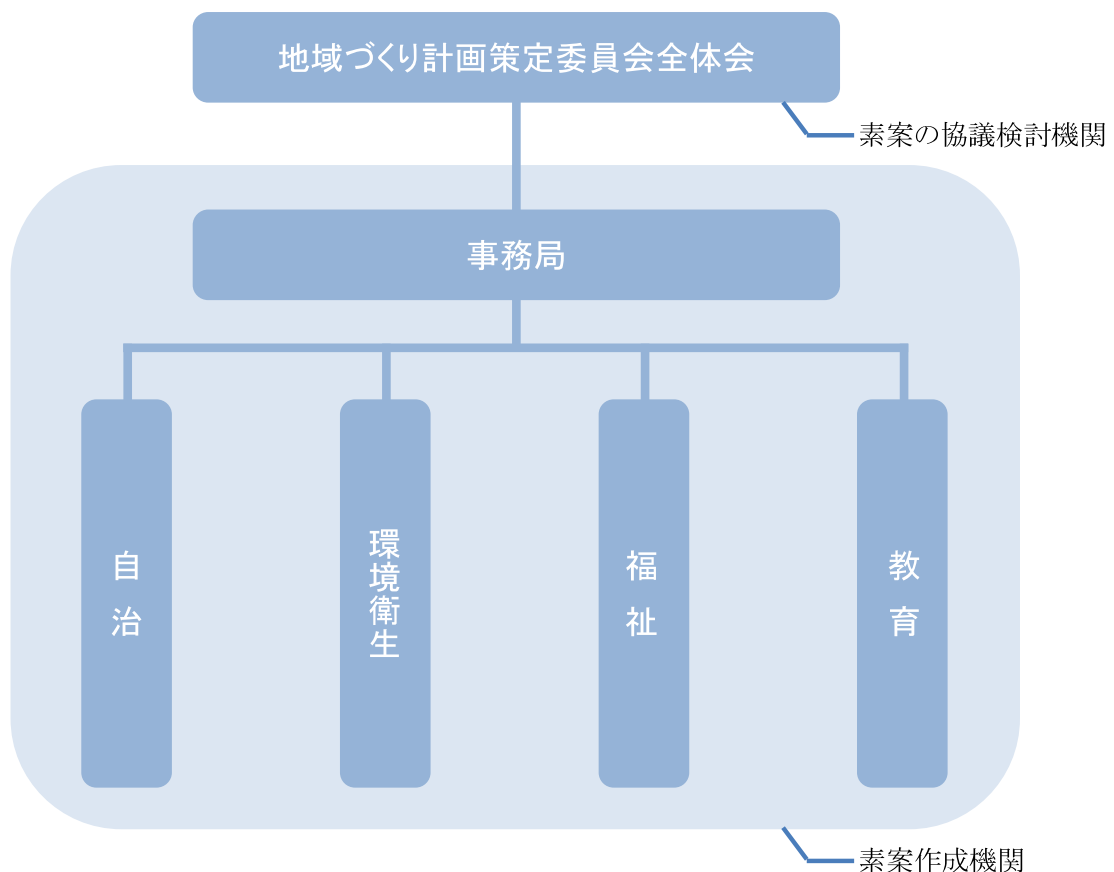 地域づくり計画策定委員会全体会
素案の協議検討機関
事務局
自治
環境衛生
福祉
教育
素案作成機関